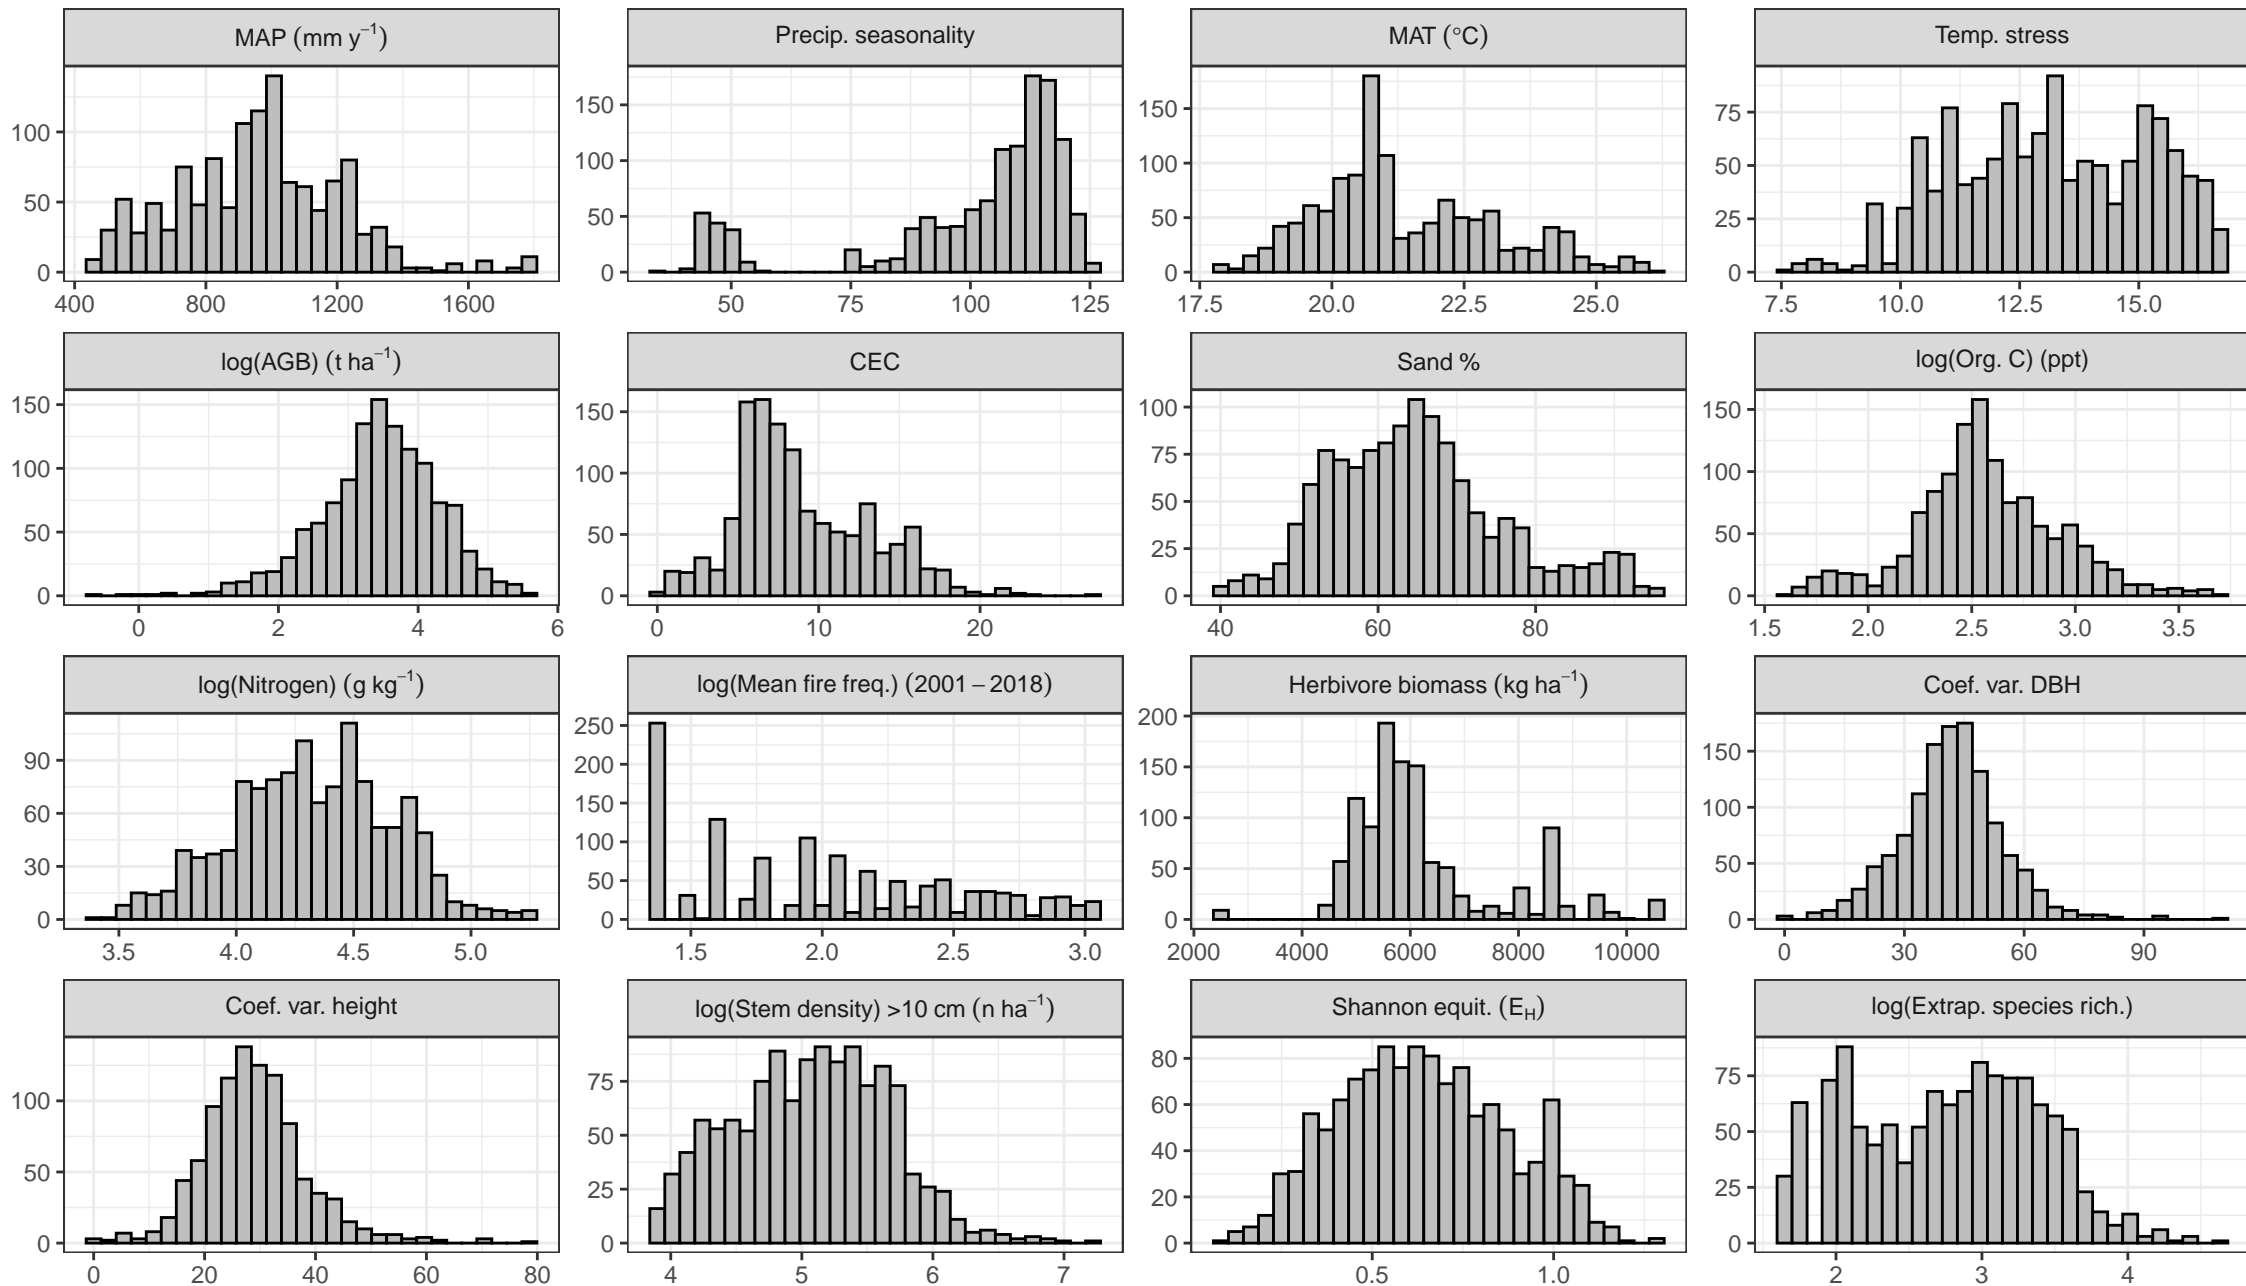 MAP (mm y⁻¹)
Precip. seasonality
MAT (°C)
Temp. stress
100
50
0
400 800 1200 1600
150
100
50
0
50 75 100 125
150
100
50
0
17.5 20.0 22.5 25.0
75
50
25
0
7.5 10.0 12.5 15.0
log(AGB) (t ha⁻¹)
CEC
Sand %
log(Org. C) (ppt)
150
100
50
0
0 2 4 6
150
100
50
0
0 10 20
100
75
50
25
0
40 60 80
150
100
50
0
1.5 2.0 2.5 3.0 3.5
log(Nitrogen) (g kg⁻¹)
log(Mean fire freq.) (2001 – 2018)
Herbivore biomass (kg ha⁻¹)
Coef. var. DBH
90
60
30
0
3.5 4.0 4.5 5.0
250
200
150
100
50
0
1.5 2.0 2.5 3.0
200
150
100
50
0
2000 4000 6000 8000 10000
150
100
50
0
0 30 60 90
Coef. var. height
log(Stem density) >10 cm (n ha⁻¹)
Shannon equit. (E_H)
log(Extrap. species rich.)
100
50
0
0 20 40 60 80
75
50
25
0
4 5 6 7
80
60
40
20
0
0.5 1.0
75
50
25
0
2 3 4